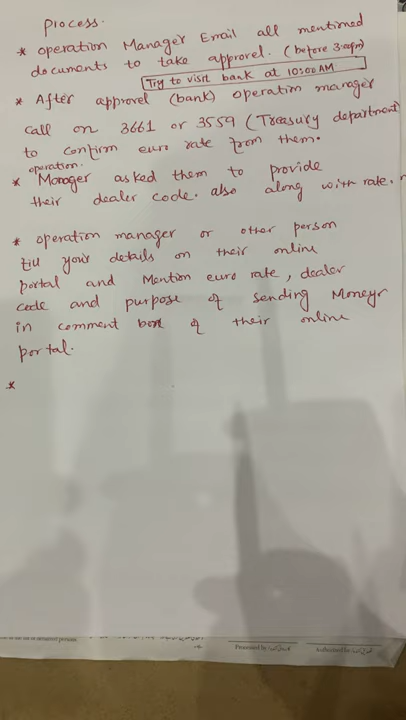 process.
* operation Manager Email all mentioned
documents to take approvel. (before 3:00pm)
Try to visit bank at 10:00AM
* After approvel (bank) operation manager
call on 3661 or 3559 (Treasury department)
to confirm euro rate from them.
operation.
* Manager asked them to provide
their dealer code. also along with rate.
* operation manager or other person
till your details on their online
portal and Mention euro rate, dealer
code and purpose of sending Money
in comment box of their online
portal.
*
Processed by
Authorized by